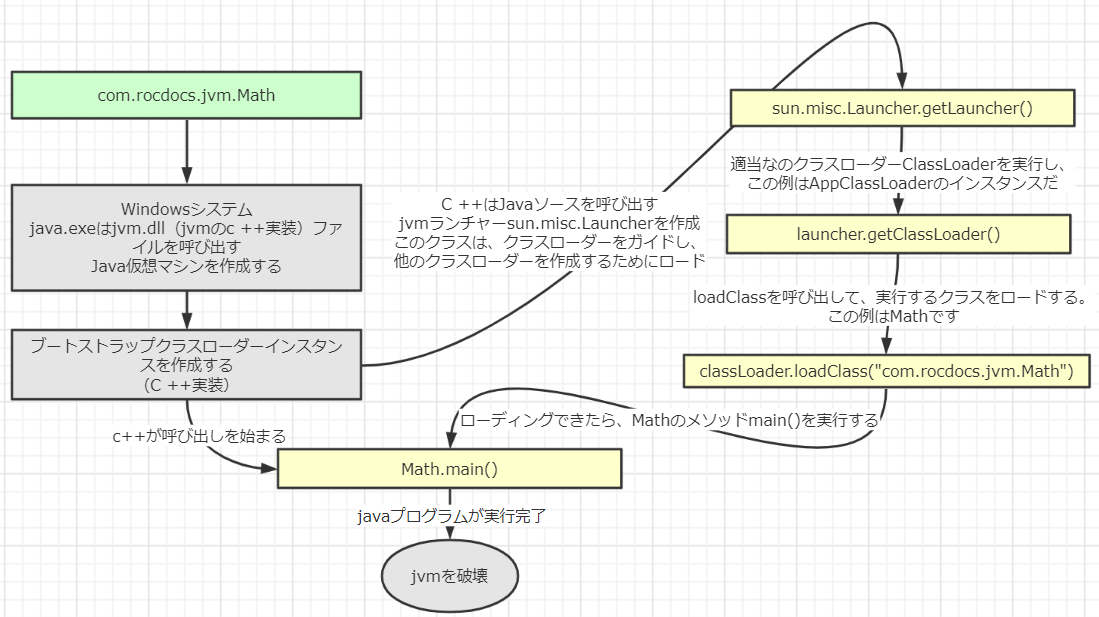 com.rocdocs.jvm.Math
Windowsシステム
java.exeはjvm.dll（jvmのc ++実装）ファ
イルを呼び出す
Java仮想マシンを作成する
ブートストラップクラスローダーインスタン
スを作成する
（C ++実装）
c++が呼び出しを始まる
C ++はJavaソースを呼び出す
jvmランチャーsun.misc.Launcherを作成
このクラスは、クラスローダーをガイドし、
他のクラスローダーを作成するためにロード
sun.misc.Launcher.getLauncher()
適当なのクラスローダーClassLoaderを実行し、
この例はAppClassLoaderのインスタンスだ
launcher.getClassLoader()
loadClassを呼び出して、実行するクラスをロードする。
この例はMathです
classLoader.loadClass("com.rocdocs.jvm.Math")
ローディングできたら、Mathのメソッドmain()を実行する
Math.main()
javaプログラムが実行完了
jvmを破壊